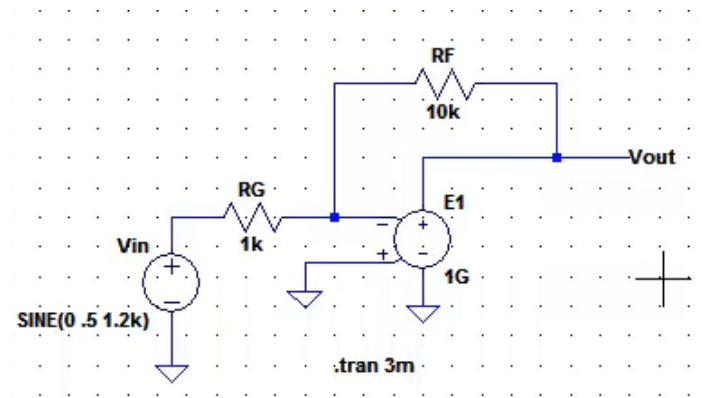 RF
10k
Vout
RG
1k
E1
1G
Vin
SINE(0 .5 1.2k)
.tran 3m